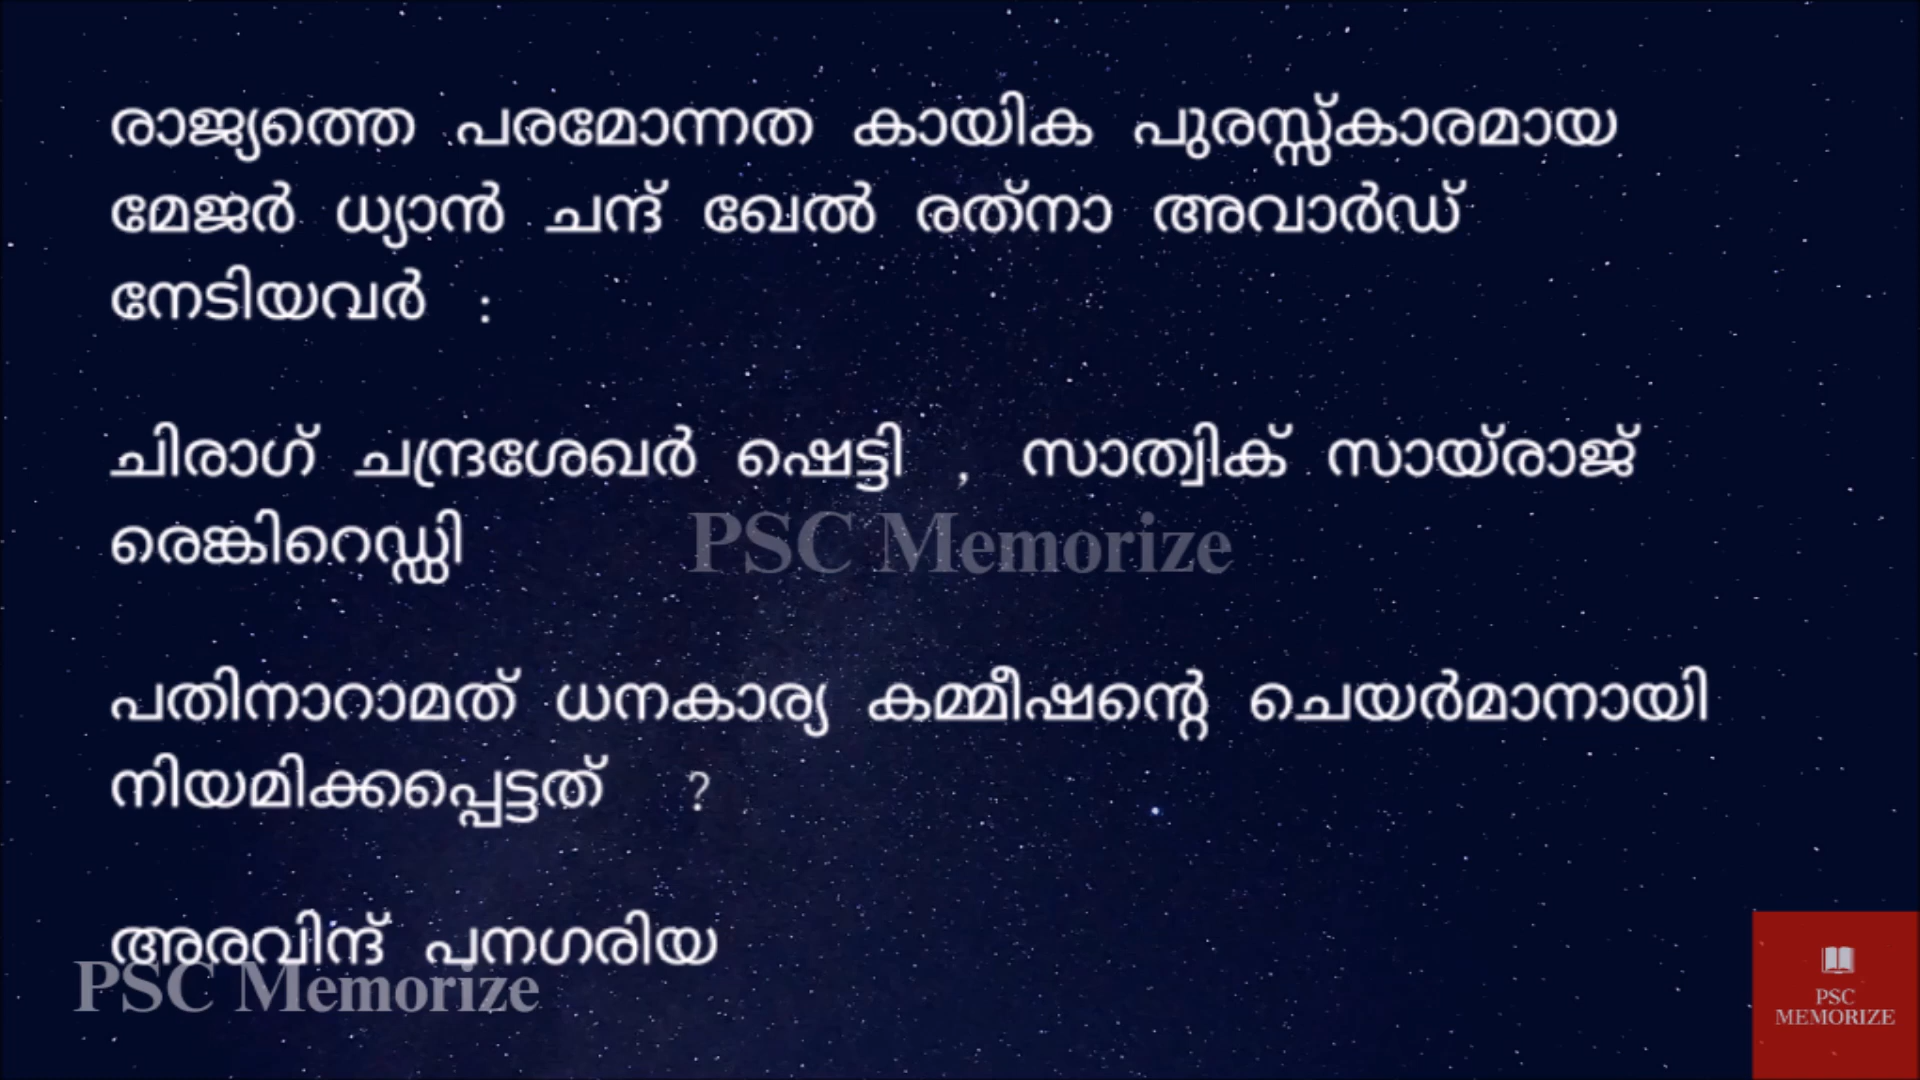 രാജ്യത്തെ പരമോന്നത കായിക പുരസ്സ്കാരമായ
മേജർ ധ്യാൻ ചന്ദ് ഖേൽ രത്‌നാ അവാർഡ്
നേടിയവർ :
ചിരാഗ് ചന്ദ്രശേഖർ ഷെട്ടി , സാത്വിക് സായ്‌രാജ്
രെങ്കിറെഡ്ഡി
PSC Memorize
പതിനാറാമത് ധനകാര്യ കമ്മീഷന്റെ ചെയർമാനായി
നിയമിക്കപ്പെട്ടത് ?
അരവിന്ദ് പനഗരിയ
PSC Memorize
PSC
MEMORIZE